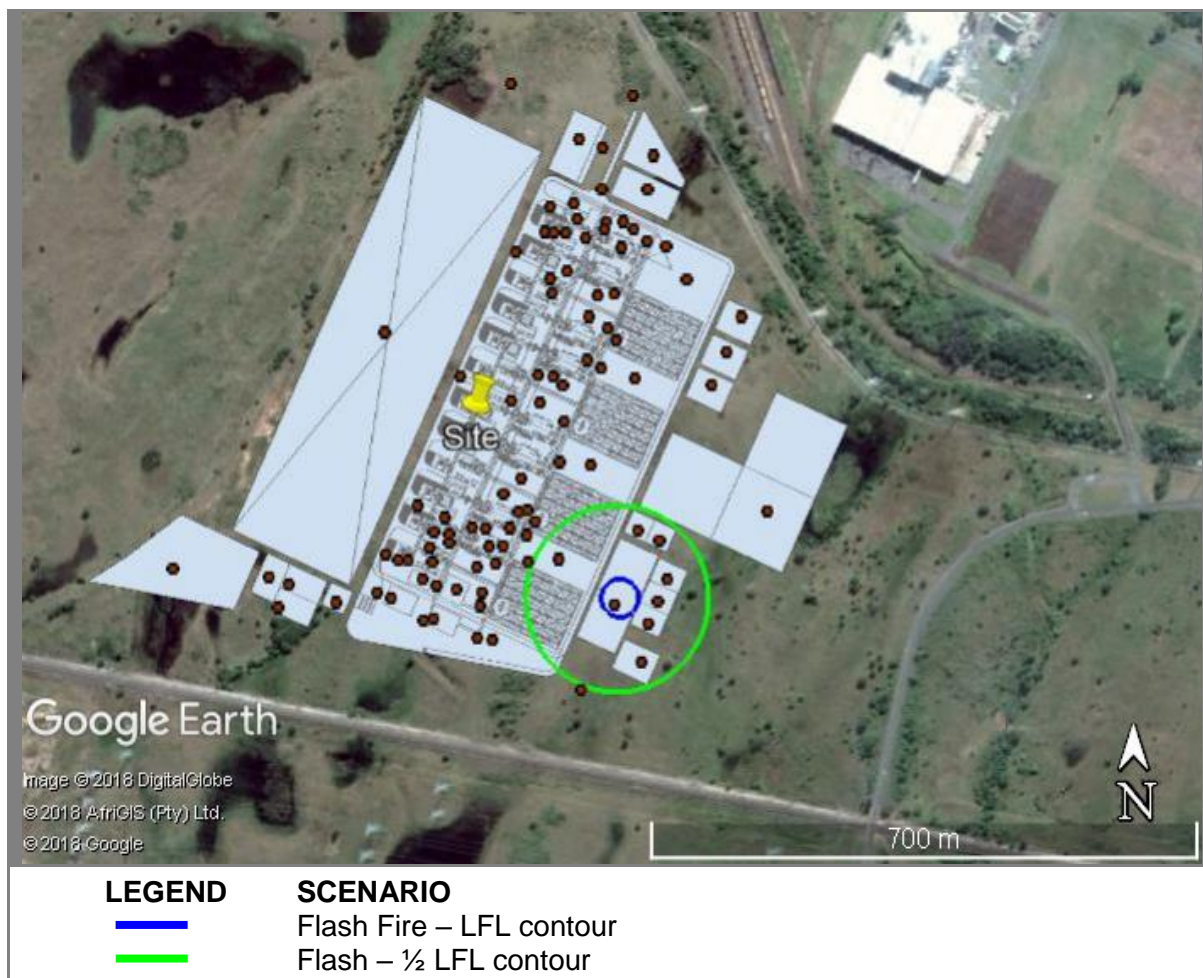 Site
Google Earth
Image © 2018 DigitalGlobe
© 2018 AfriGIS (Pty) Ltd.
© 2018 Google
N
700 m
LEGEND SCENARIO
Flash Fire – LFL contour
Flash – ½ LFL contour